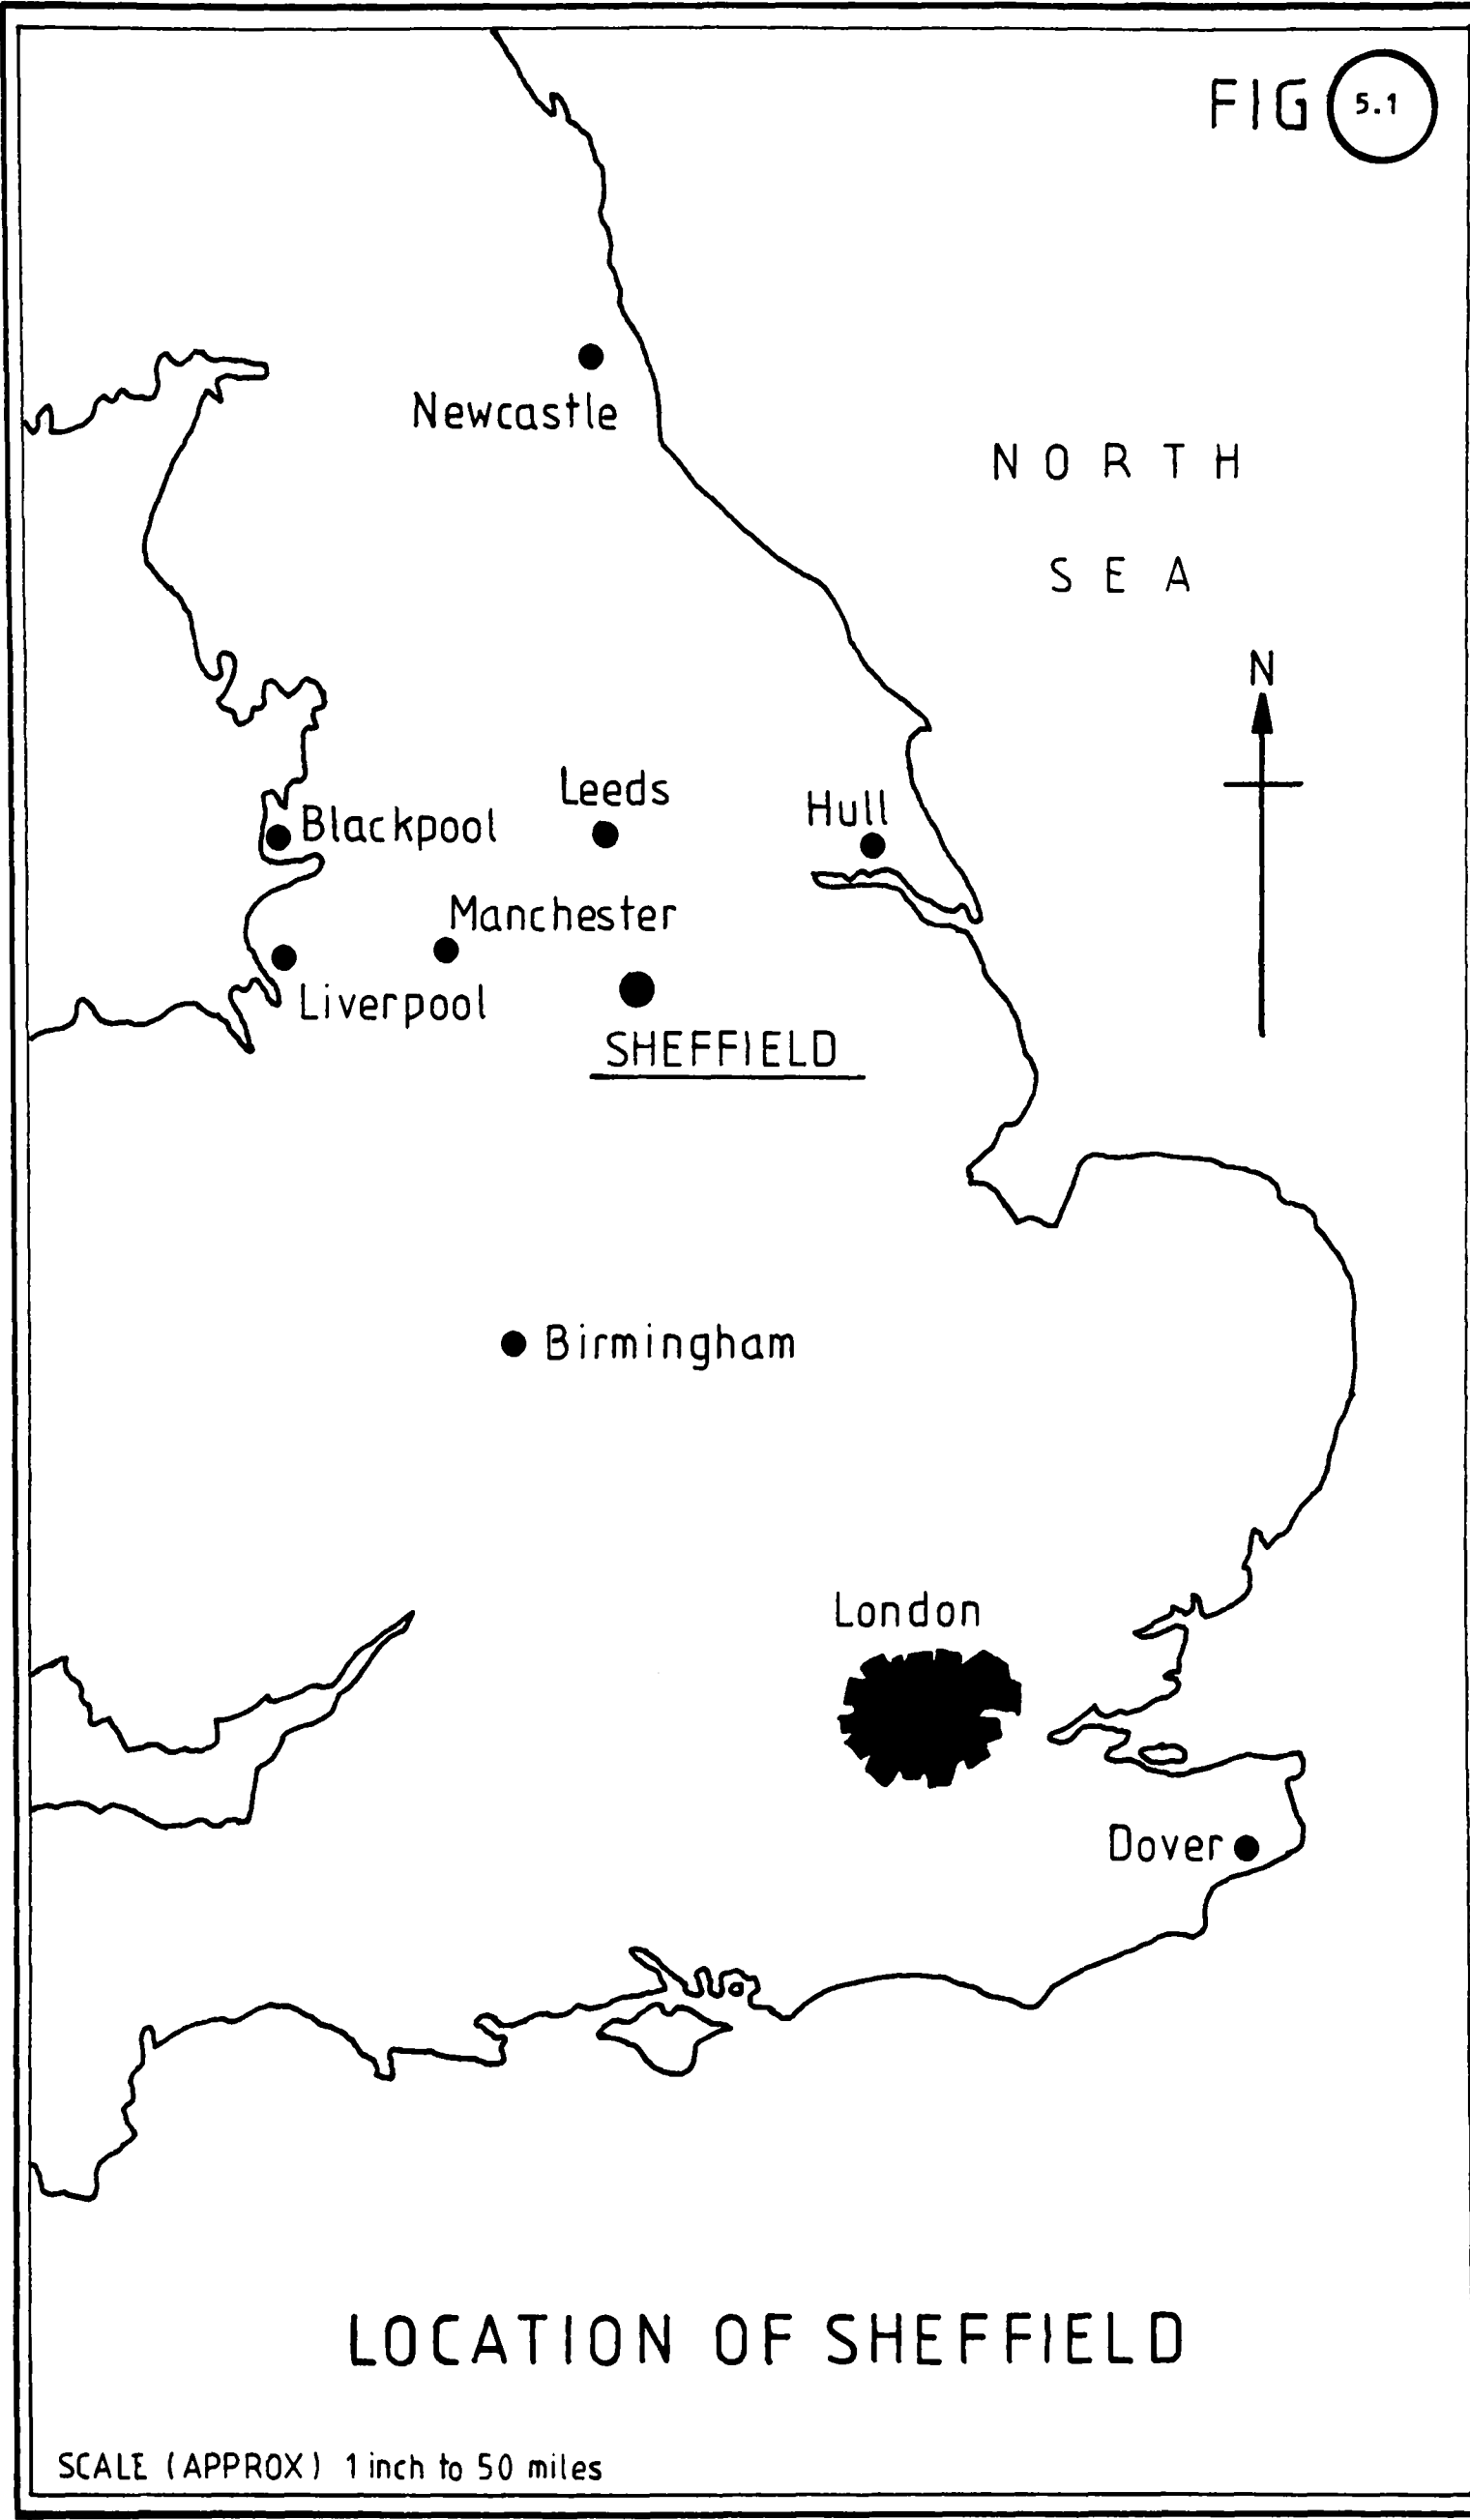 FIG 5.1
Newcastle
NORTH
SEA
N
Leeds
Hull
Blackpool
Manchester
Liverpool
SHEFFIELD
Birmingham
London
Dover
LOCATION OF SHEFFIELD
SCALE (APPROX) 1 inch to 50 miles